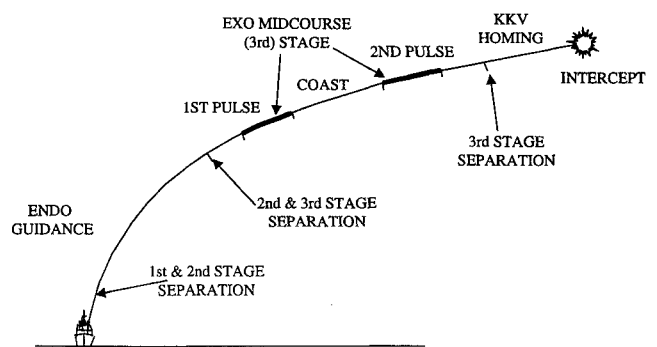 EXO MIDCOURSE
(3rd) STAGE
KKV
HOMING
2ND PULSE
COAST
INTERCEPT
1ST PULSE
3rd STAGE
SEPARATION
2nd & 3rd STAGE
SEPARATION
ENDO
GUIDANCE
1st & 2nd STAGE
SEPARATION